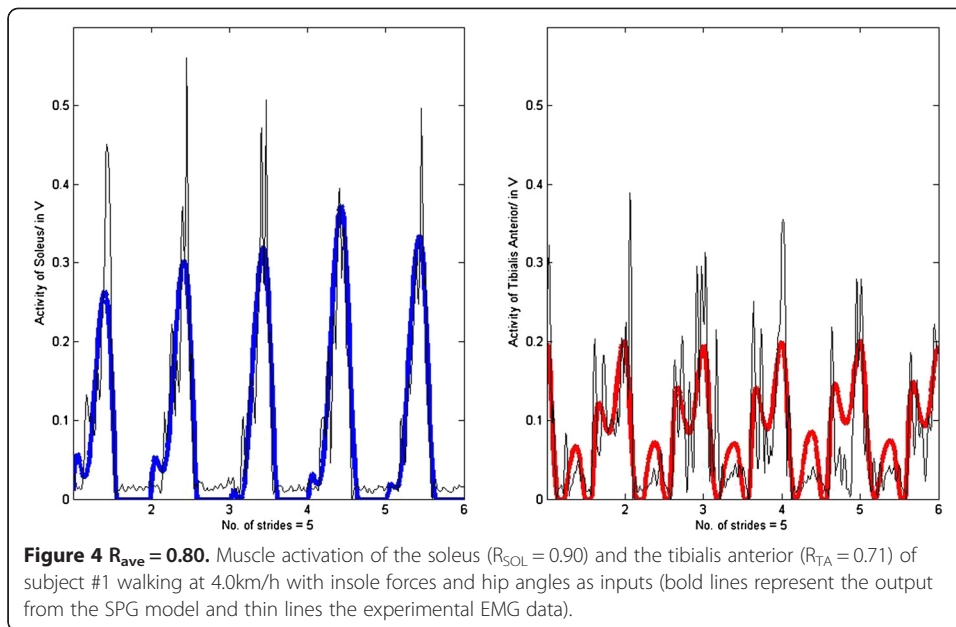 0.5
0.4
0.3
0.2
0.1
0
Activity of Soleus/ in V
2 3 4 5 6
No. of strides = 5
0.5
0.4
0.3
0.2
0.1
0
Activity of Tibialis Anterior/ in V
2 3 4 5 6
No. of strides = 5
Figure 4 R_ave = 0.80. Muscle activation of the soleus (R_SOL = 0.90) and the tibialis anterior (R_TA = 0.71) of
subject #1 walking at 4.0km/h with insole forces and hip angles as inputs (bold lines represent the output
from the SPG model and thin lines the experimental EMG data).